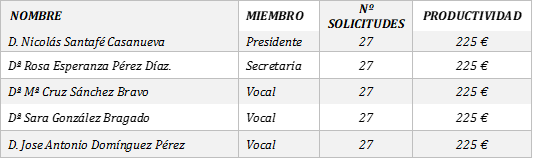 NOMBRE MIEMBRO Nº SOLICITUDES PRODUCTIVIDAD
D. Nicolás Santafé Casanueva Presidente 27 225 €
Dª Rosa Esperanza Pérez Díaz. Secretaria 27 225 €
Dª Mª Cruz Sánchez Bravo Vocal 27 225 €
Dª Sara González Bragado Vocal 27 225 €
D. Jose Antonio Domínguez Pérez Vocal 27 225 €